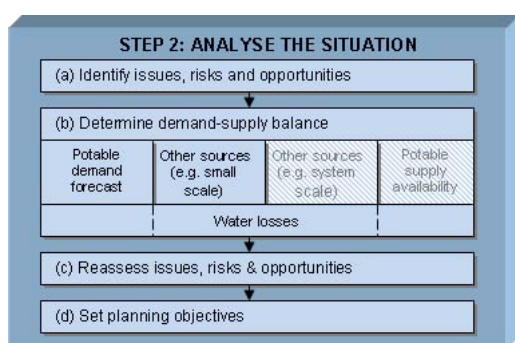 STEP 2: ANALYSE THE SITUATION
(a) Identify issues, risks and opportunities
(b) Determine demand-supply balance
Potable
demand
forecast
Other sources
(e.g. small
scale)
Other sources
(e.g. system
scale)
Potable
supply
availability
Water losses
(c) Reassess issues, risks & opportunities
(d) Set planning objectives